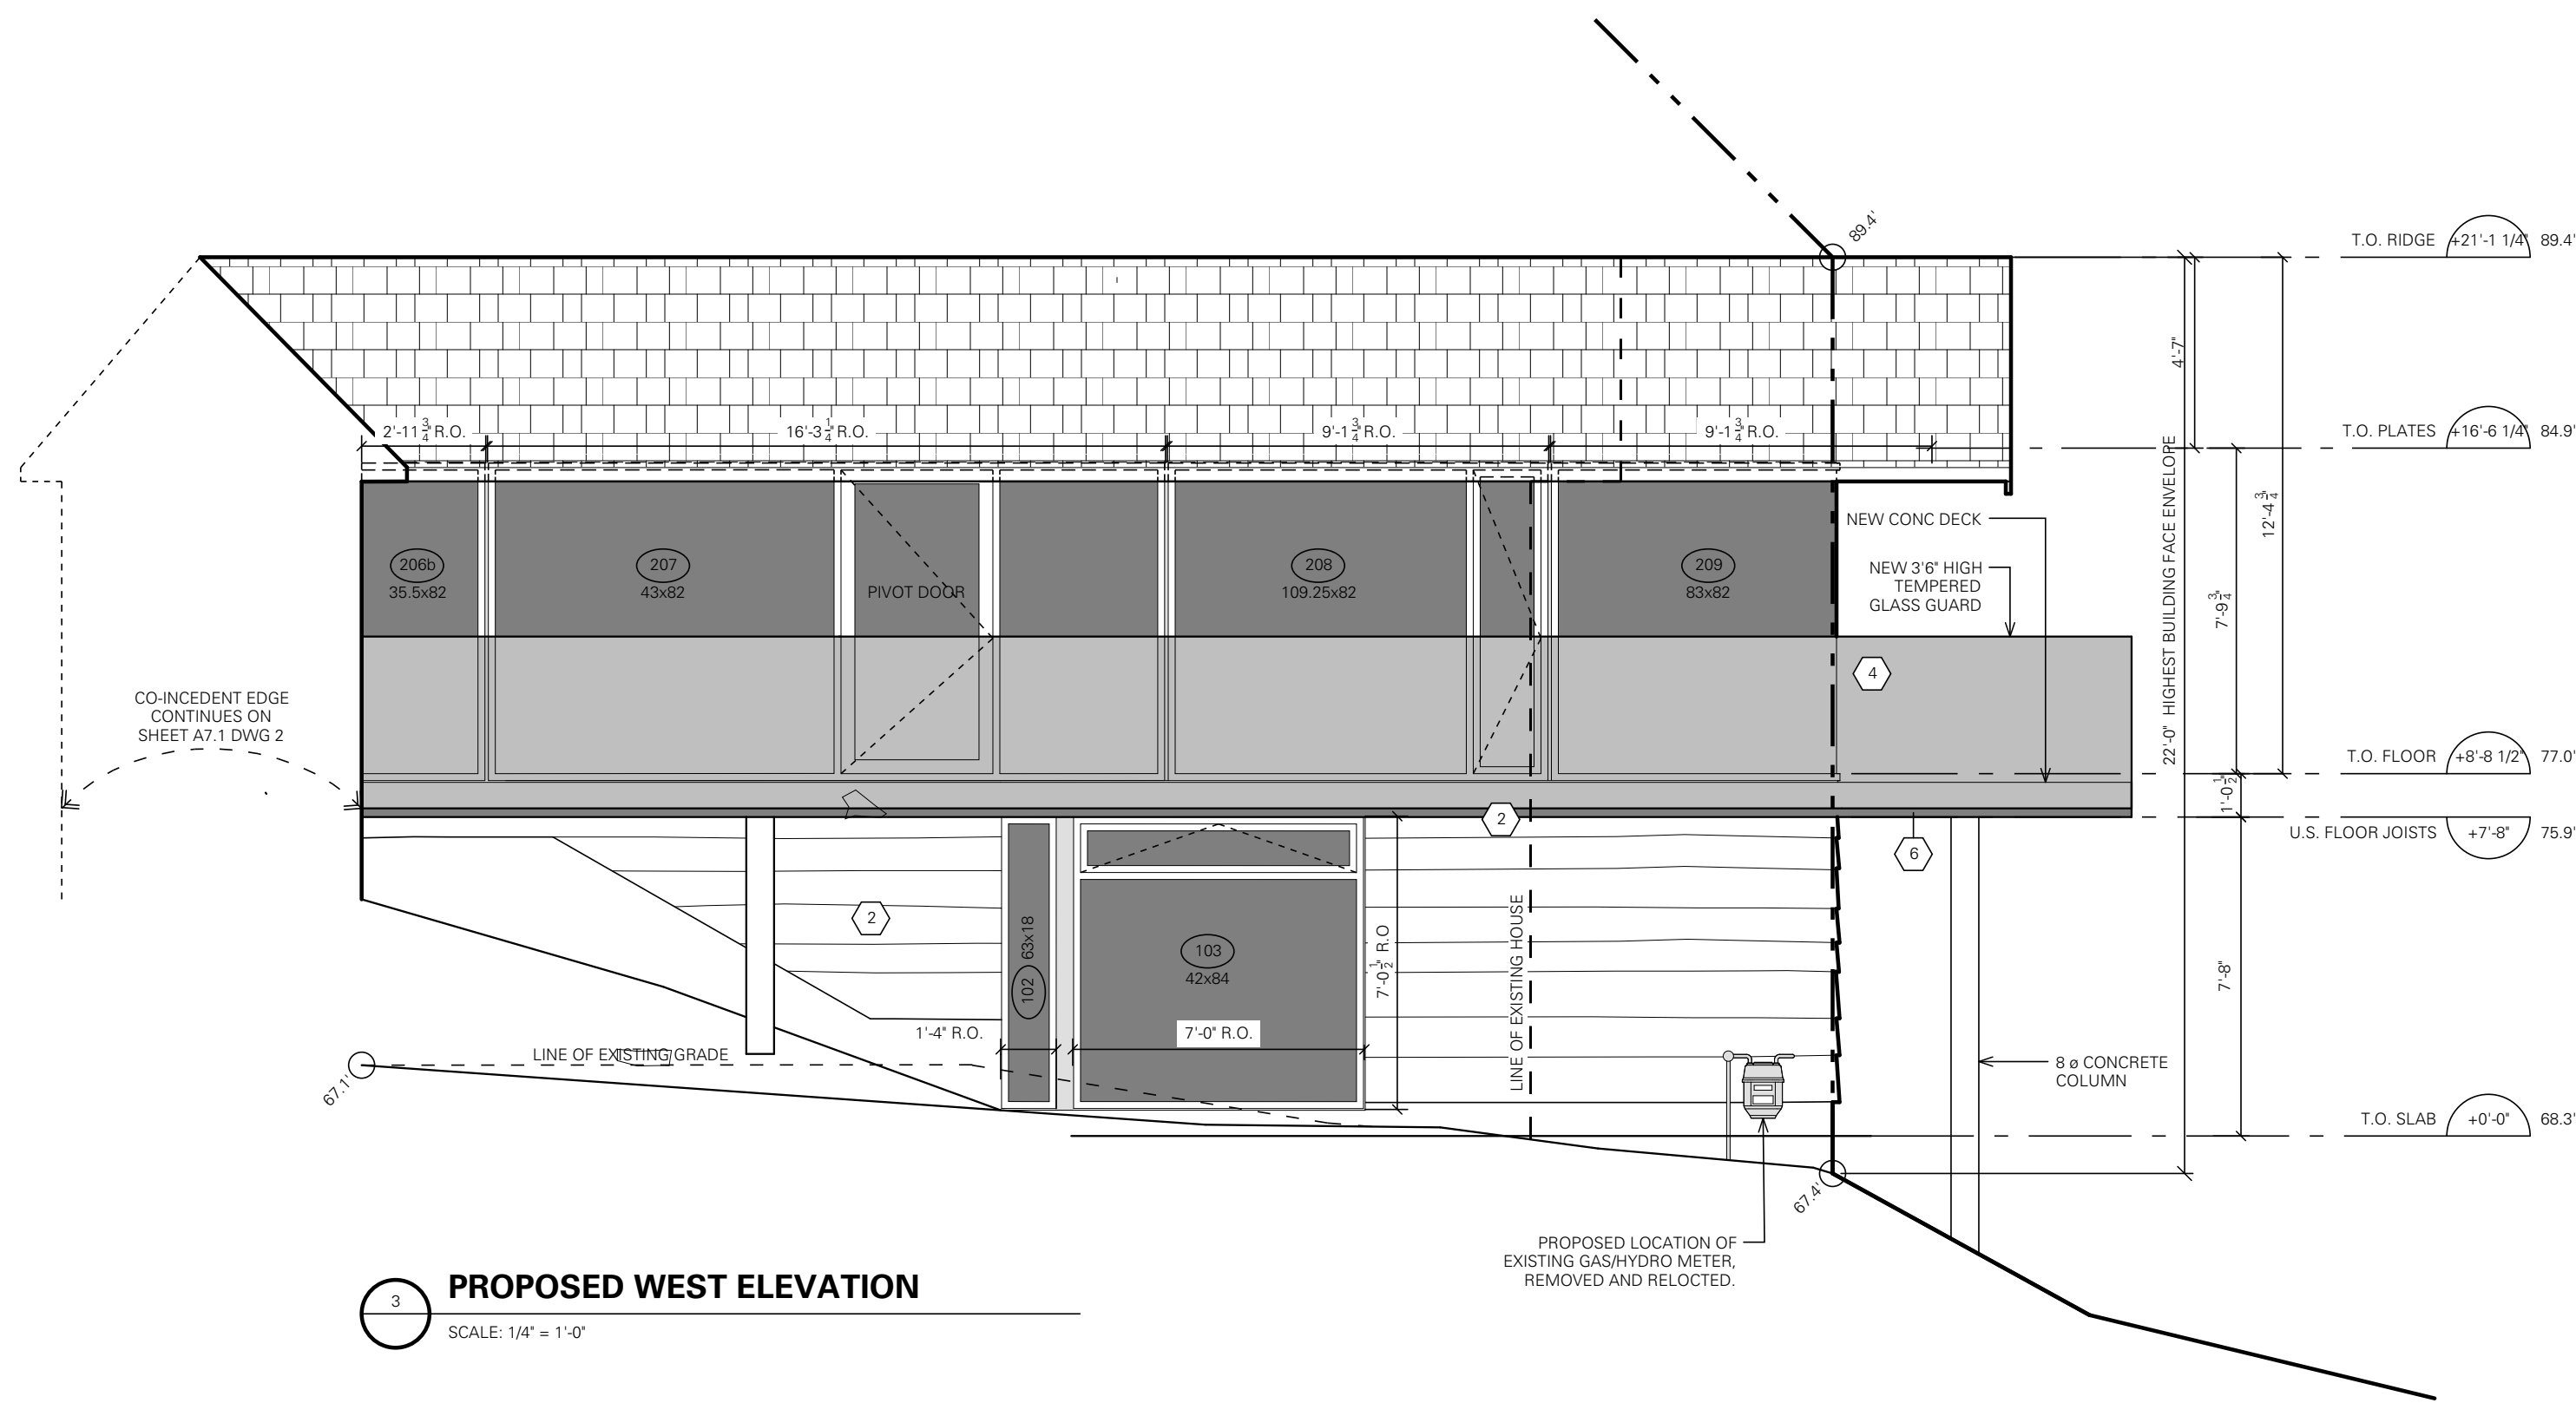 89.4'
T.O. RIDGE +21'-1 1/4" 89.4'
4'-7"
2'-11 3/4" R.O.
16'-3 1/4" R.O.
9'-1 3/4" R.O.
9'-1 3/4" R.O.
T.O. PLATES +16'-6 1/4" 84.9'
22'-0" HIGHEST BUILDING FACE ENVELOPE
12'-4 3/4"
7'-9 3/4"
NEW CONC DECK
NEW 3'6" HIGH
TEMPERED
GLASS GUARD
206b
35.5x82
207
43x82
PIVOT DOOR
208
109.25x82
209
83x82
4
CO-INCEDENT EDGE
CONTINUES ON
SHEET A7.1 DWG 2
T.O. FLOOR +8'-8 1/2" 77.0'
1'-0 1/2"
2
6
U.S. FLOOR JOISTS +7'-8" 75.9'
2
102 63x18
103
42x84
7'-0 1/2" R.O
LINE OF EXISTING HOUSE
7'-8"
1'-4" R.O.
7'-0" R.O.
LINE OF EXISTING GRADE
67.1'
8 ø CONCRETE
COLUMN
T.O. SLAB +0'-0" 68.3'
67.4'
PROPOSED LOCATION OF
EXISTING GAS/HYDRO METER,
REMOVED AND RELOCTED.
3
PROPOSED WEST ELEVATION
SCALE: 1/4" = 1'-0"